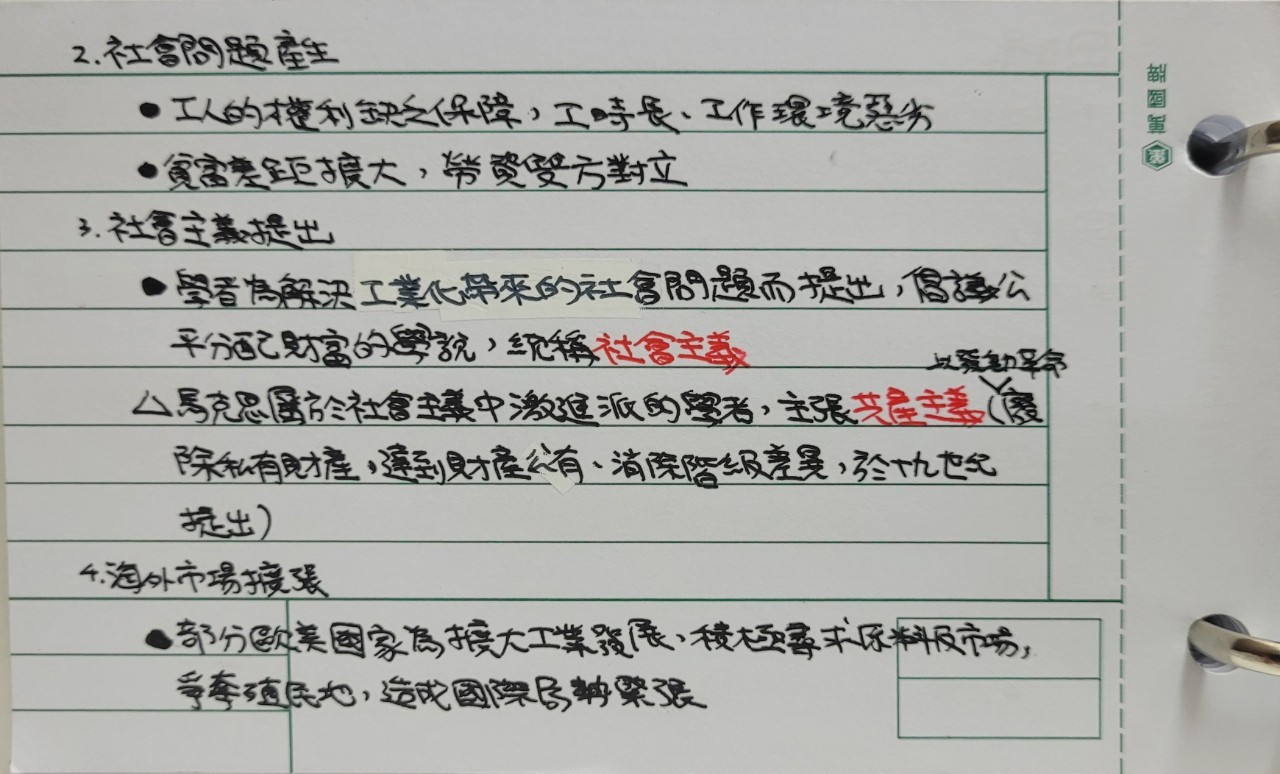 2.社會問題產生
●工人的權利缺乏保障，工時長、工作環境惡劣
●貧富差距擴大，勞資雙方對立
3.社會主義提出
●學者為解決工業化帶來的社會問題而提出，倡議公
平分配財富的學說，統稱社會主義
以發動革命
△馬克思屬於社會主義中激進派的學者，主張共產主義(廢
除私有財產，達到財產公有、消除階級差異，於十九世紀
提出)
4.海外市場擴張
●部分歐美國家為擴大工業發展、積極尋求原料及市場，
爭奪殖民地，造成國際局勢緊張
萬國牌